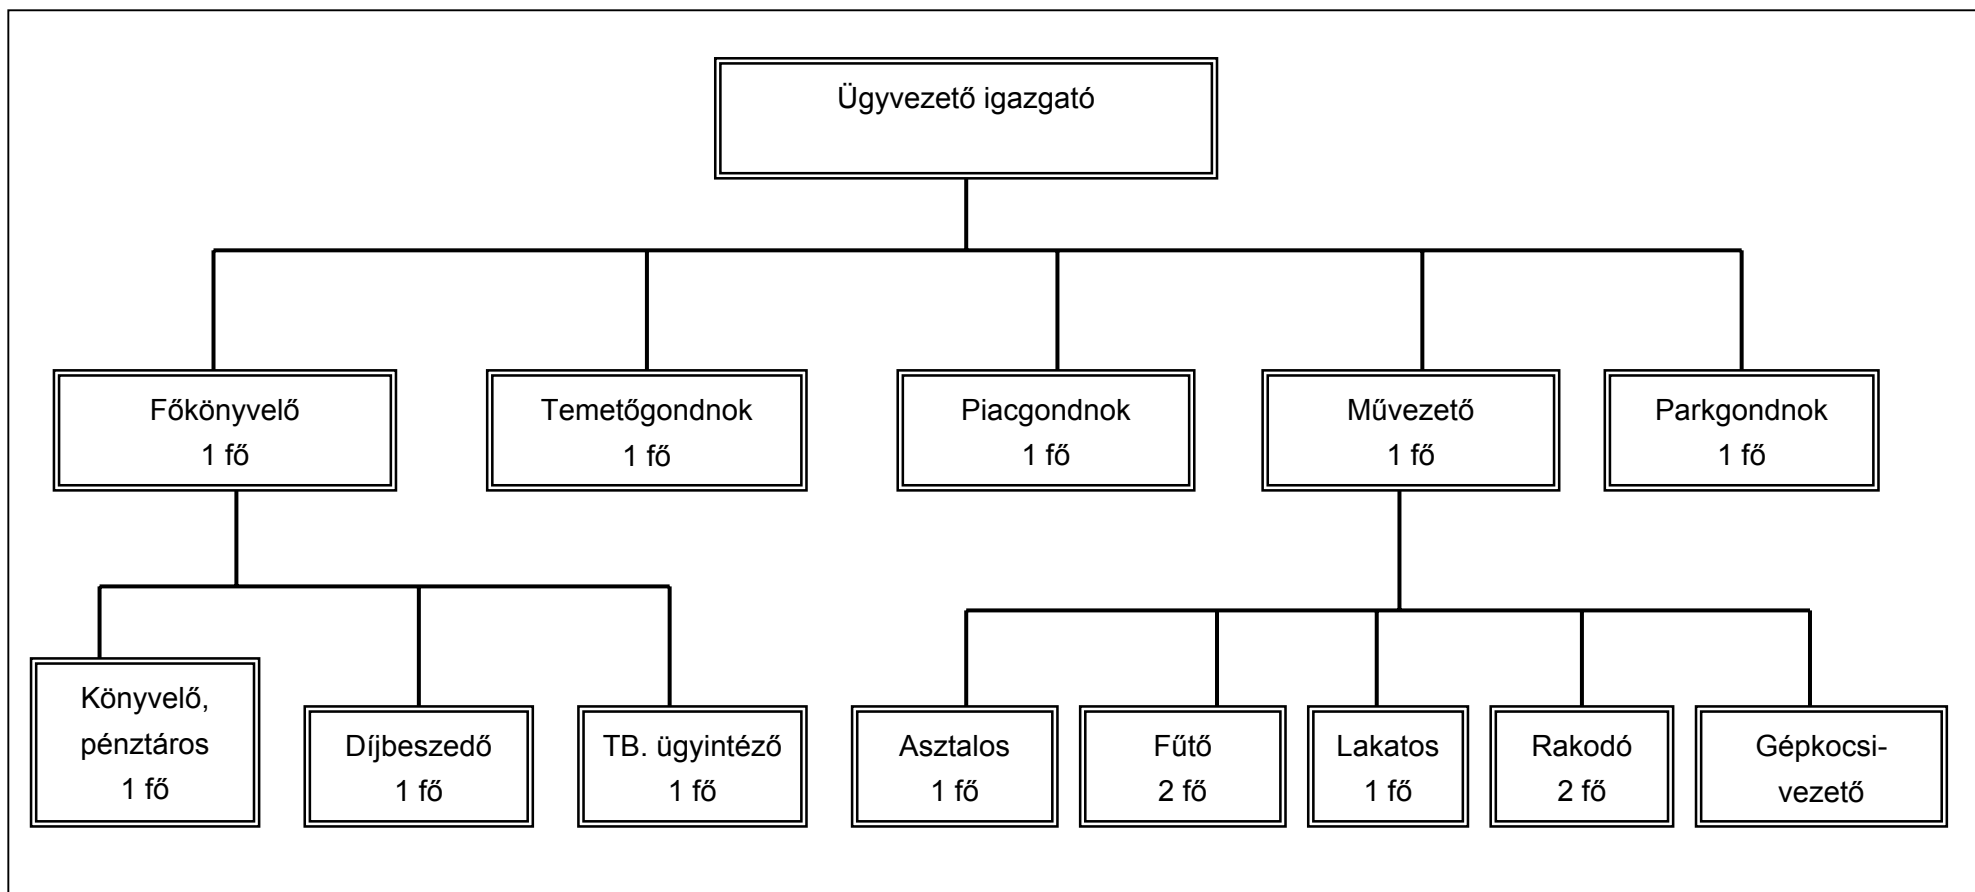 Ügyvezető igazgató
Főkönyvelő
1 fő
Temetőgondnok
1 fő
Piacgondnok
1 fő
Művezető
1 fő
Parkgondnok
1 fő
Könyvelő,
pénztáros
1 fő
Díjbeszedő
1 fő
TB. ügyintéző
1 fő
Asztalos
1 fő
Fűtő
2 fő
Lakatos
1 fő
Rakodó
2 fő
Gépkocsi-
vezető